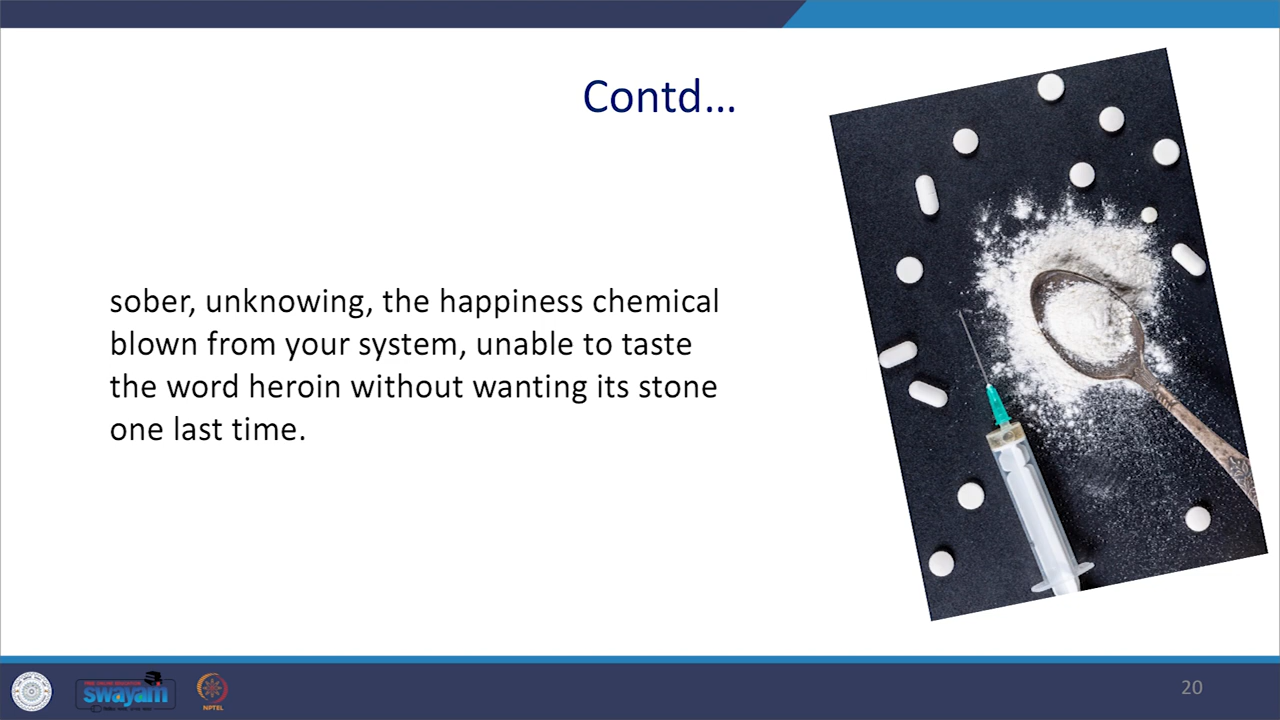 Contd...
sober, unknowing, the happiness chemical
blown from your system, unable to taste
the word heroin without wanting its stone
one last time.
swayam
NPTEL
20